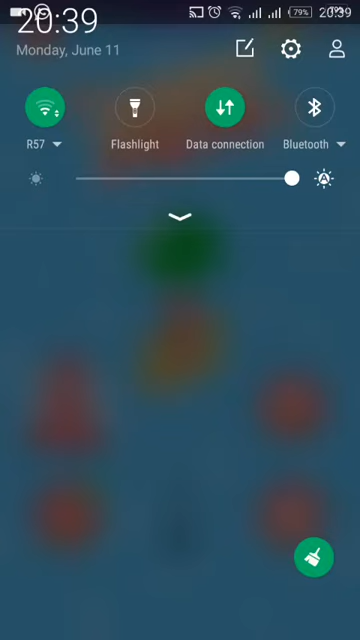 79% 20:39
20:39
Monday, June 11
R57
Flashlight
Data connection
Bluetooth
A